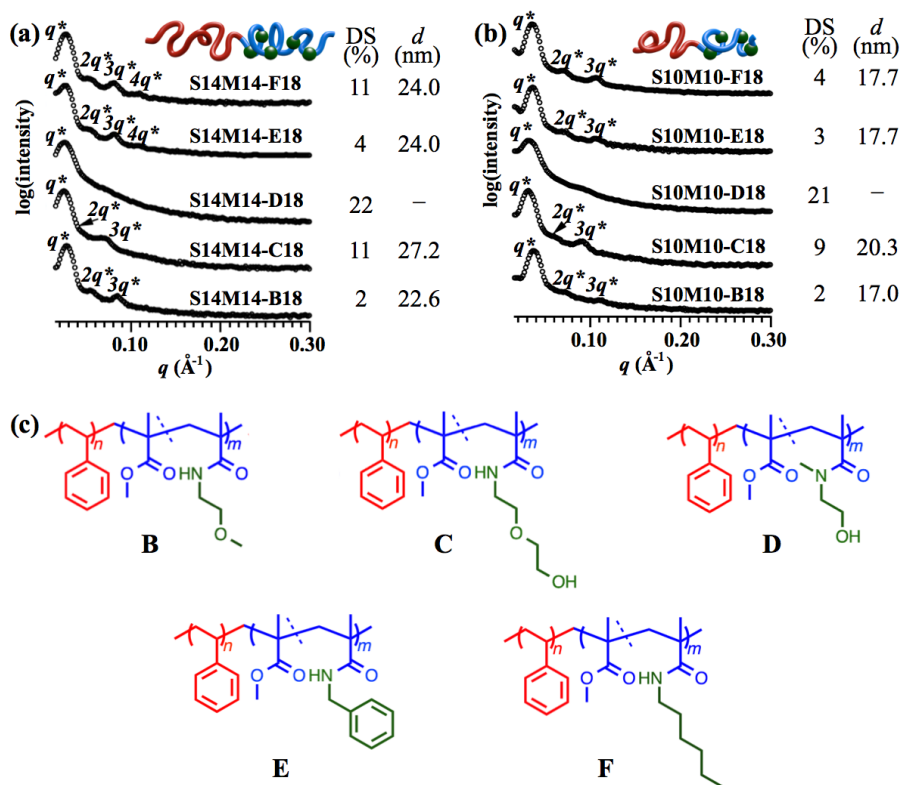 (a)
q*
2q*
3q*
4q*
S14M14-F18
DS (%)
d (nm)
11
24.0
q*
2q*
3q*
4q*
S14M14-E18
4
24.0
q*
S14M14-D18
22
–
q*
2q*
3q*
S14M14-C18
11
27.2
q*
2q*
3q*
S14M14-B18
2
22.6
log(intensity)
0.10
0.20
0.30
q (Å-1)
(b)
q*
2q*
3q*
S10M10-F18
DS (%)
d (nm)
4
17.7
q*
2q*
3q*
S10M10-E18
3
17.7
q*
S10M10-D18
21
–
q*
2q*
3q*
S10M10-C18
9
20.3
q*
2q*
3q*
S10M10-B18
2
17.0
log(intensity)
0.10
0.20
0.30
q (Å-1)
(c)
n
m
O
O
HN
O
O
B
n
m
O
O
HN
O
O
OH
C
n
m
O
O
N
O
OH
D
n
m
O
O
HN
O
E
n
m
O
O
HN
O
F